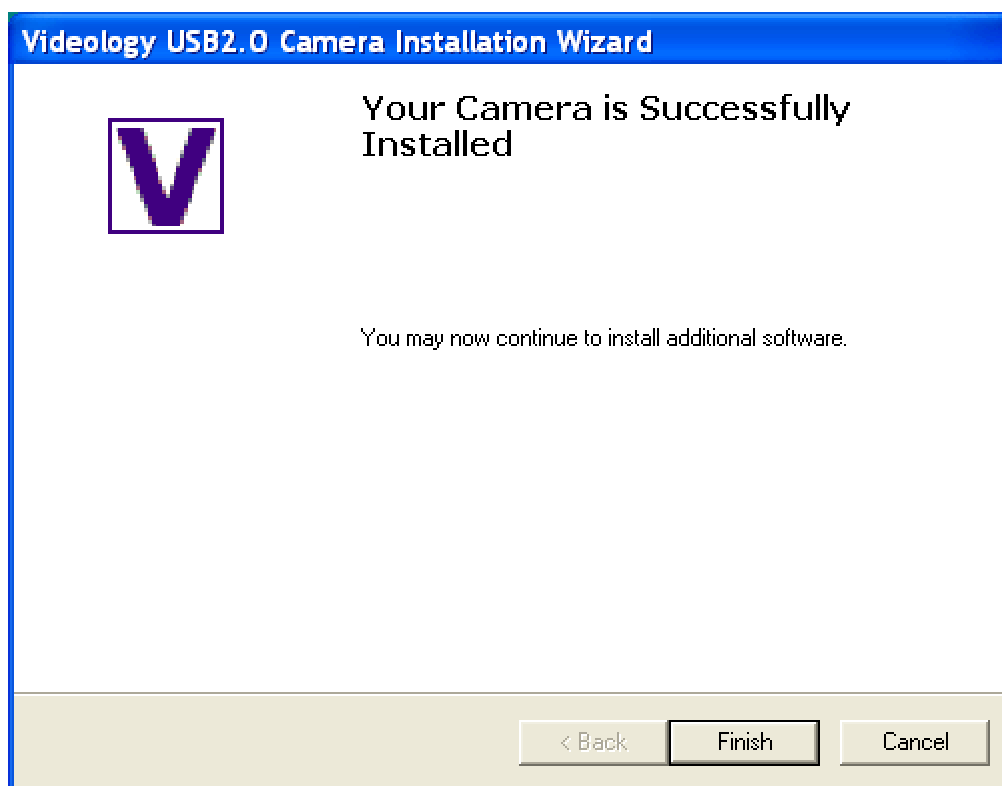 Videology USB2.0 Camera Installation Wizard
V
Your Camera is Successfully
Installed
You may now continue to install additional software.
< Back
Finish
Cancel